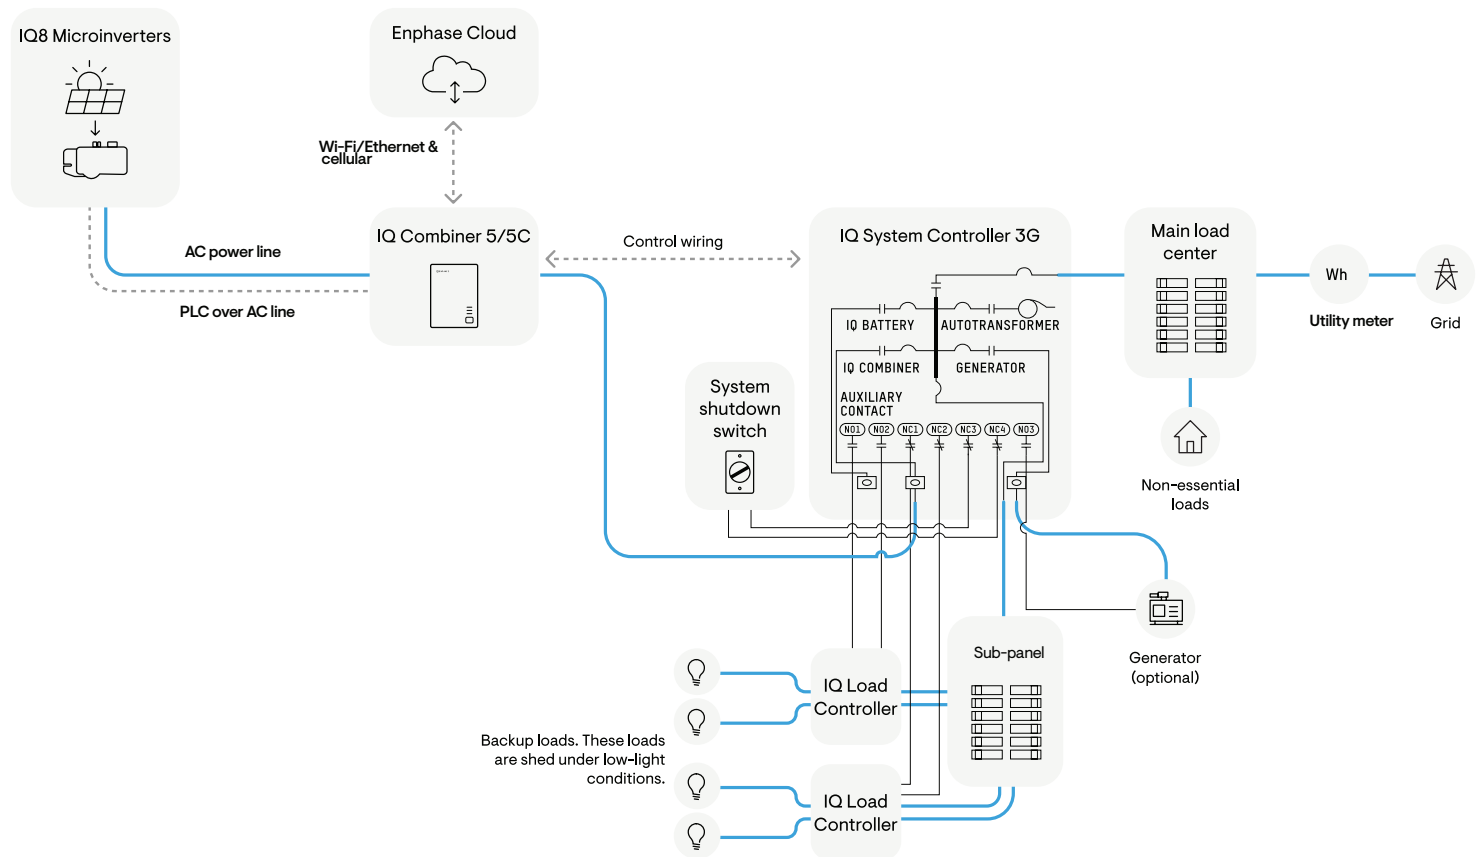 IQ8 Microinverters
Enphase Cloud
Wi-Fi/Ethernet &
cellular
AC power line
PLC over AC line
IQ Combiner 5/5C
Control wiring
IQ System Controller 3G
IQ BATTERY
AUTOTRANSFORMER
IQ COMBINER
GENERATOR
AUXILIARY
CONTACT
NO1
NO2
NC1
NC2
NC3
NC4
NO3
System
shutdown
switch
Main load
center
Wh
Utility meter
Grid
Non-essential
loads
Generator
(optional)
Sub-panel
IQ Load
Controller
Backup loads. These loads
are shed under low-light
conditions.
IQ Load
Controller